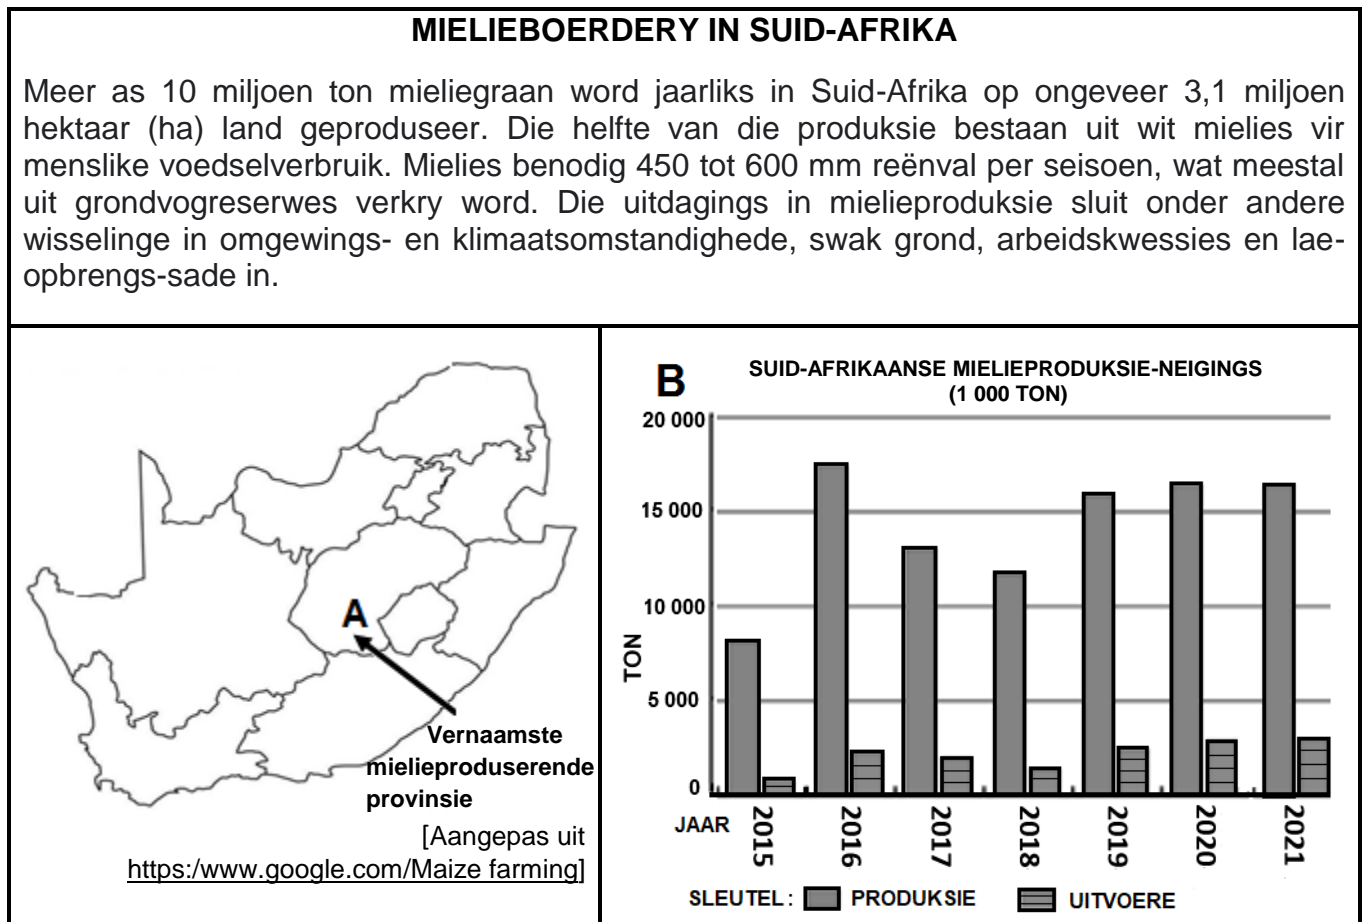 MIELIEBOERDERY IN SUID-AFRIKA
Meer as 10 miljoen ton mieliegraan word jaarliks in Suid-Afrika op ongeveer 3,1 miljoen
hektaar (ha) land geproduseer. Die helfte van die produksie bestaan uit wit mielies vir
menslike voedselverbruik. Mielies benodig 450 tot 600 mm reënval per seisoen, wat meestal
uit grondvogreserwes verkry word. Die uitdagings in mielieproduksie sluit onder andere
wisselinge in omgewings- en klimaatsomstandighede, swak grond, arbeidskwessies en lae-
opbrengs-sade in.
A
Vernaamste
mielieproduserende
provinsie
[Aangepas uit
https:/www.google.com/Maize farming]
B
SUID-AFRIKAANSE MIELIEPRODUKSIE-NEIGINGS
(1 000 TON)
20 000
15 000
10 000
5 000
0
TON
JAAR
2015
2016
2017
2018
2019
2020
2021
SLEUTEL: PRODUKSIE UITVOERE